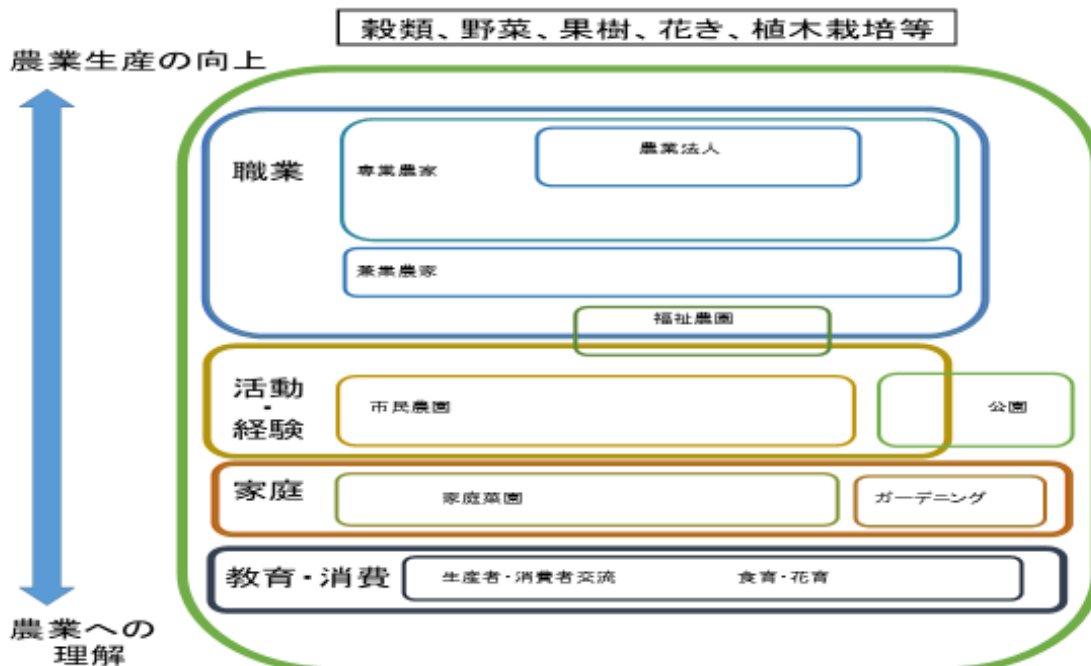 穀類、野菜、果樹、花き、植木栽培等
農業生産の向上
職業
専業農家
農業法人
兼業農家
福祉農園
活動
・
経験
市民農園
公園
家庭
家庭菜園
ガーデニング
教育・消費
生産者・消費者交流
食育・花育
農業への
理解